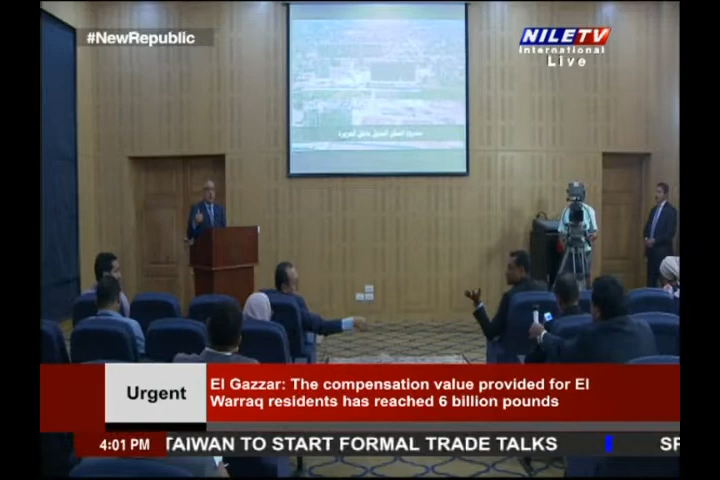 #NewRepublic
NILE TV
International
Live
Urgent
El Gazzar: The compensation value provided for El
Warraq residents has reached 6 billion pounds
4:01 PM
TAIWAN TO START FORMAL TRADE TALKS